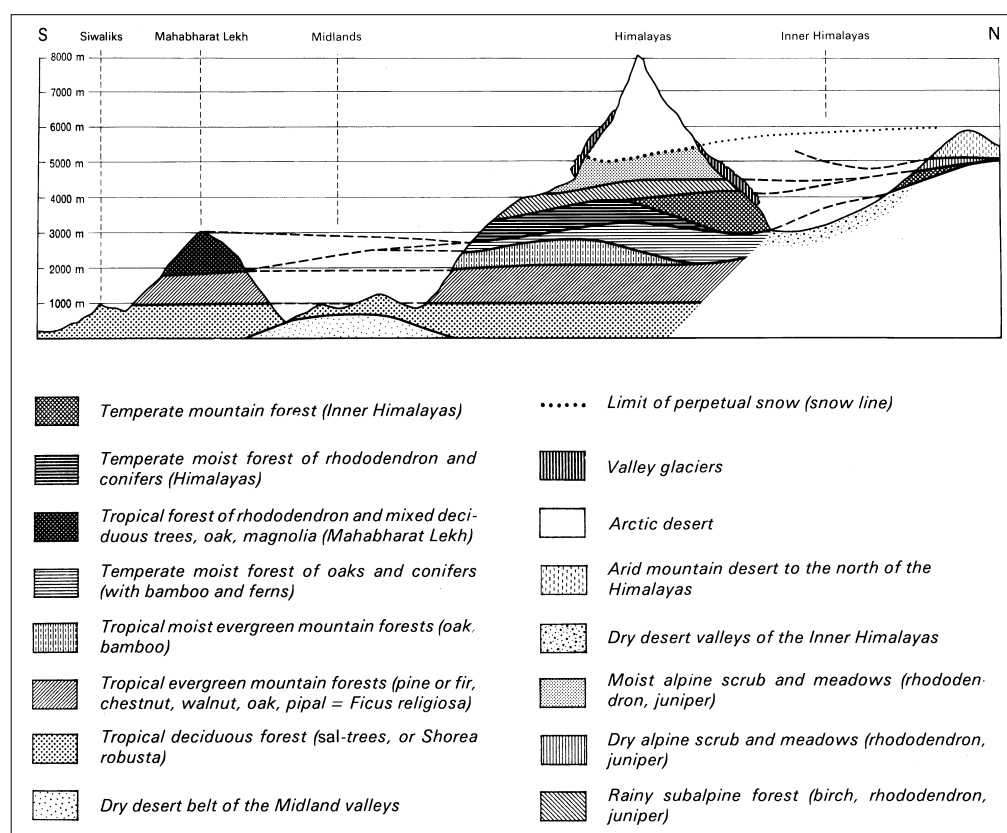 S Siwaliks Mahabharat Lekh Midlands Himalayas Inner Himalayas N
8000 m
7000 m
6000 m
5000 m
4000 m
3000 m
2000 m
1000 m
Temperate mountain forest (Inner Himalayas)
Temperate moist forest of rhododendron and
conifers (Himalayas)
Tropical forest of rhododendron and mixed deci-
duous trees, oak, magnolia (Mahabharat Lekh)
Temperate moist forest of oaks and conifers
(with bamboo and ferns)
Tropical moist evergreen mountain forests (oak,
bamboo)
Tropical evergreen mountain forests (pine or fir,
chestnut, walnut, oak, pipal = Ficus religiosa)
Tropical deciduous forest (sal-trees, or Shorea
robusta)
Dry desert belt of the Midland valleys
Limit of perpetual snow (snow line)
Valley glaciers
Arctic desert
Arid mountain desert to the north of the
Himalayas
Dry desert valleys of the Inner Himalayas
Moist alpine scrub and meadows (rhododen-
dron, juniper)
Dry alpine scrub and meadows (rhododendron,
juniper)
Rainy subalpine forest (birch, rhododendron,
juniper)